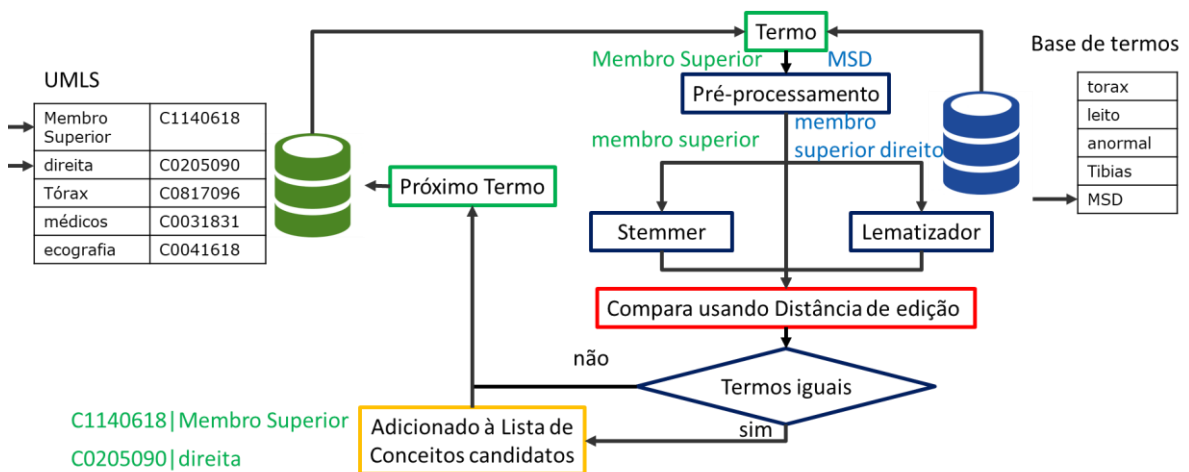 Termo
Membro Superior
MSD
Base de termos
UMLS
Pré-processamento
torax
leito
anormal
Tibias
MSD
Membro
Superior
C1140618
direita
C0205090
Tórax
C0817096
médicos
C0031831
ecografia
C0041618
membro superior
membro
superior direito
Próximo Termo
Stemmer
Lematizador
Compara usando Distância de edição
não
Termos iguais
sim
C1140618|Membro Superior
C0205090|direita
Adicionado à Lista de
Conceitos candidatos